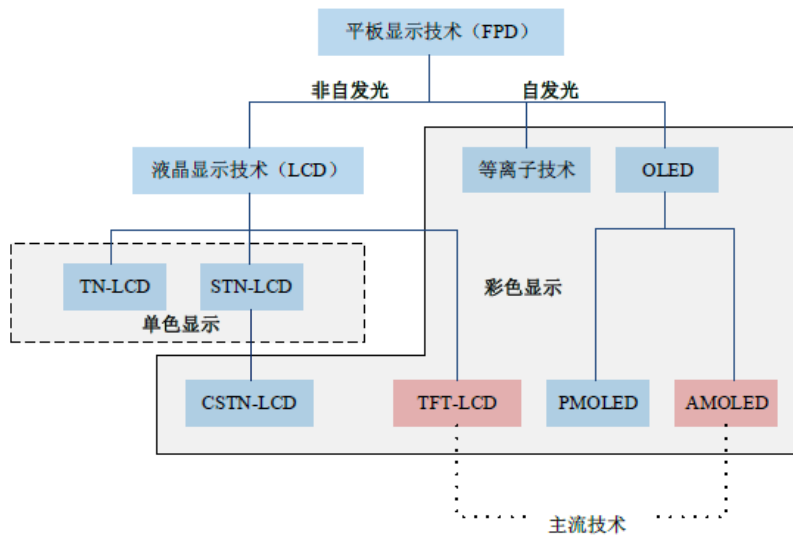 平板显示技术（FPD）
非自发光
自发光
液晶显示技术（LCD）
等离子技术
OLED
TN-LCD
STN-LCD
单色显示
彩色显示
CSTN-LCD
TFT-LCD
PMOLED
AMOLED
主流技术